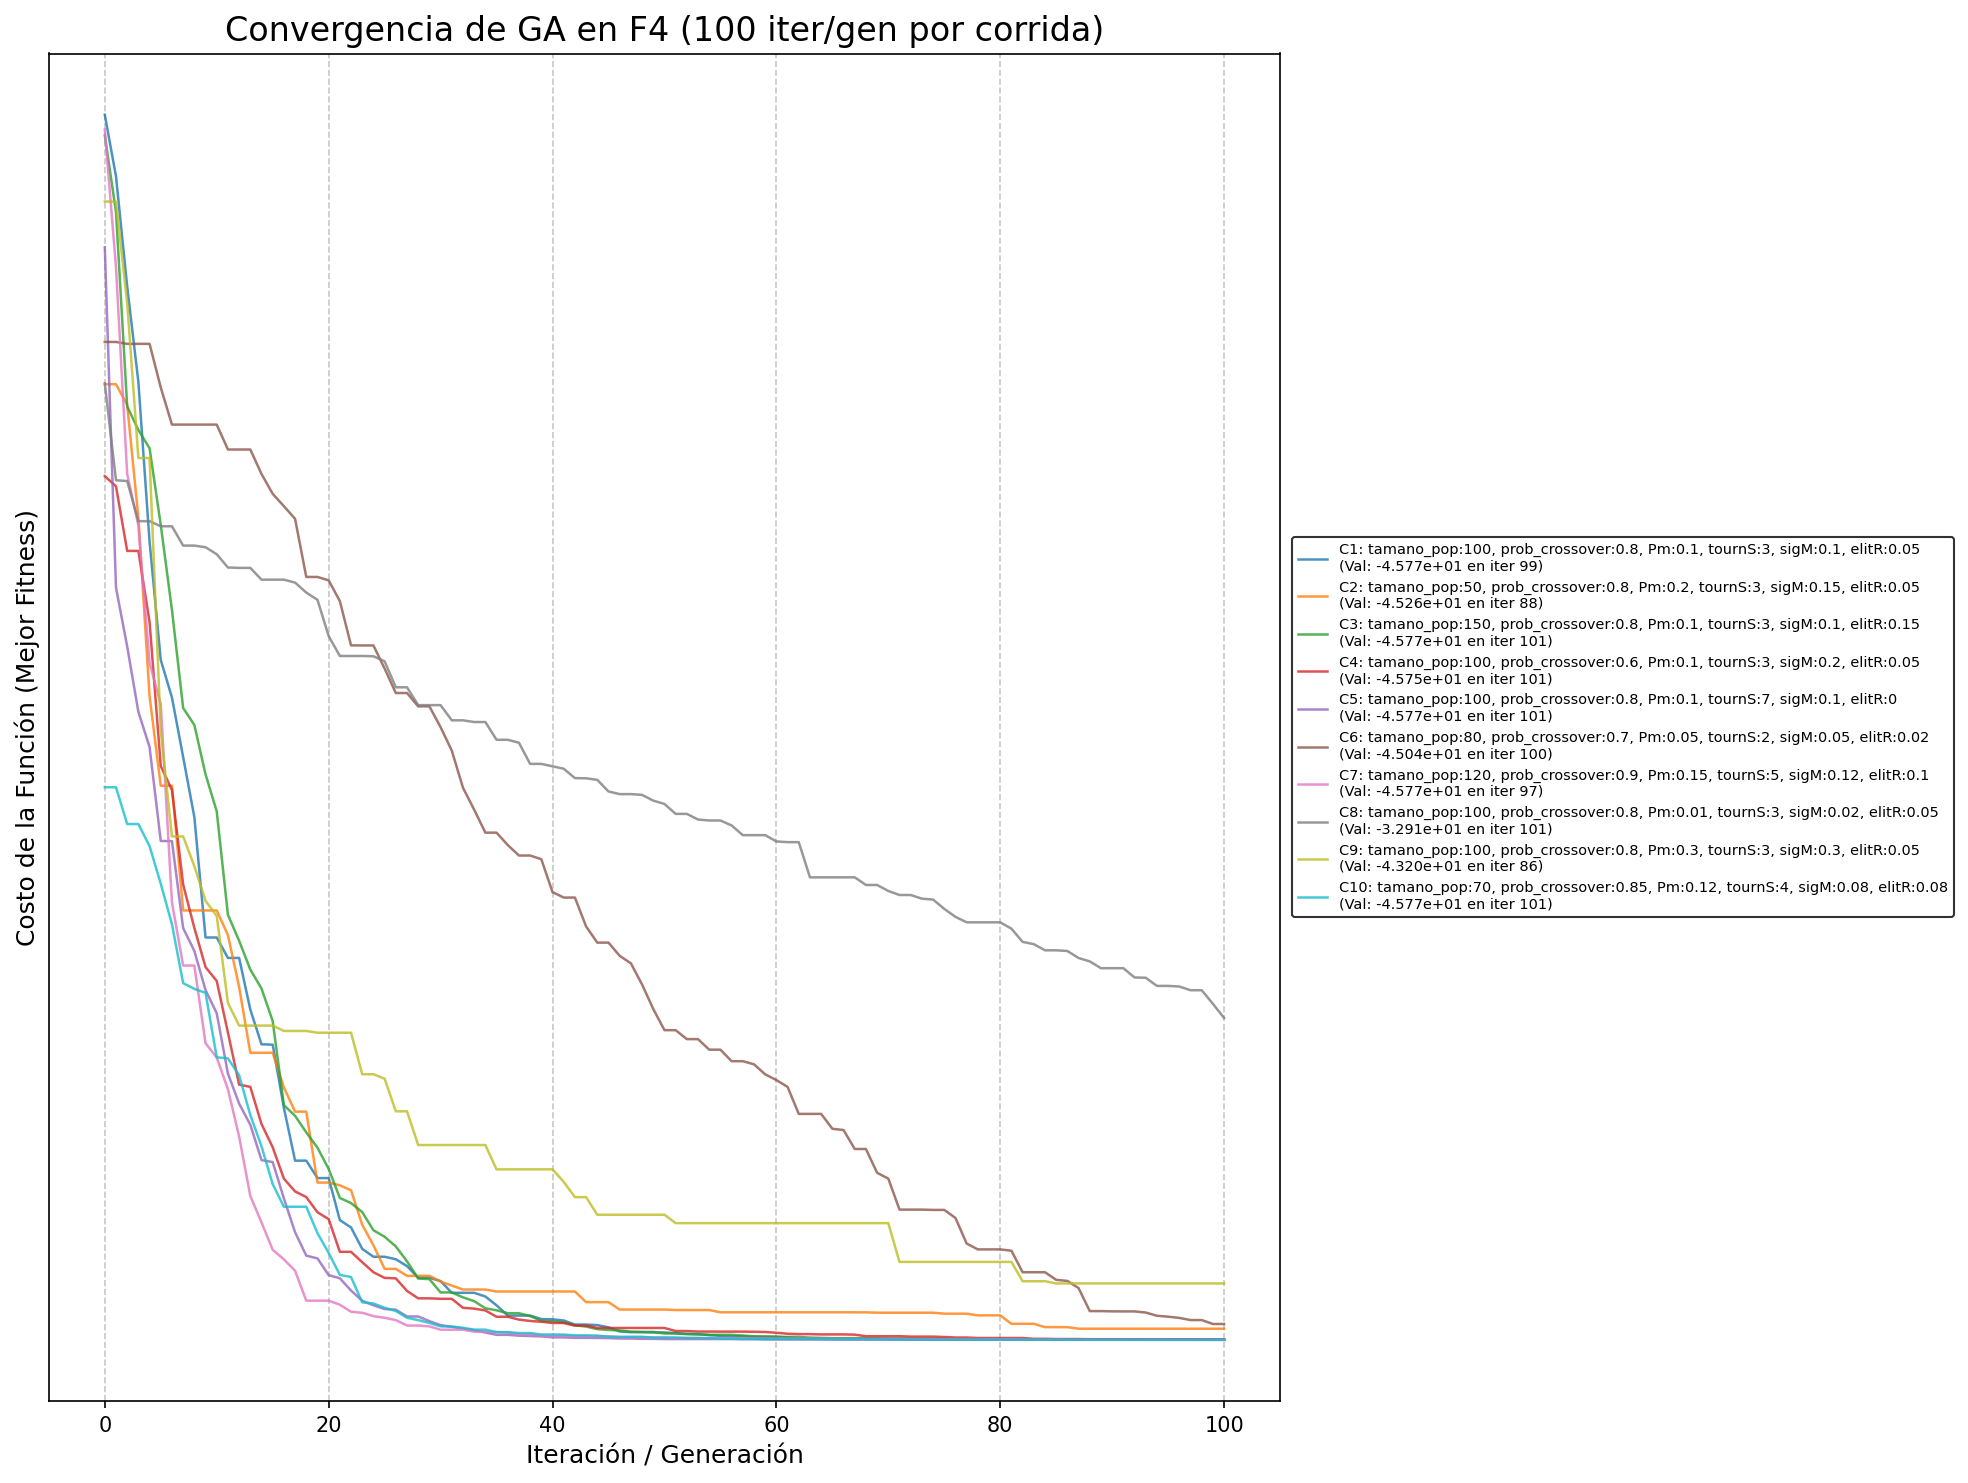 Convergencia de GA en F4 (100 iter/gen por corrida)
Costo de la Función (Mejor Fitness)
0
20
40
60
80
100
Iteración / Generación
C1: tamano_pop:100, prob_crossover:0.8, Pm:0.1, tournS:3, sigM:0.1, elitR:0.05
(Val: -4.577e+01 en iter 99)
C2: tamano_pop:50, prob_crossover:0.8, Pm:0.2, tournS:3, sigM:0.15, elitR:0.05
(Val: -4.526e+01 en iter 88)
C3: tamano_pop:150, prob_crossover:0.8, Pm:0.1, tournS:3, sigM:0.1, elitR:0.15
(Val: -4.577e+01 en iter 101)
C4: tamano_pop:100, prob_crossover:0.6, Pm:0.1, tournS:3, sigM:0.2, elitR:0.05
(Val: -4.575e+01 en iter 101)
C5: tamano_pop:100, prob_crossover:0.8, Pm:0.1, tournS:7, sigM:0.1, elitR:0
(Val: -4.577e+01 en iter 101)
C6: tamano_pop:80, prob_crossover:0.7, Pm:0.05, tournS:2, sigM:0.05, elitR:0.02
(Val: -4.504e+01 en iter 100)
C7: tamano_pop:120, prob_crossover:0.9, Pm:0.15, tournS:5, sigM:0.12, elitR:0.1
(Val: -4.577e+01 en iter 97)
C8: tamano_pop:100, prob_crossover:0.8, Pm:0.01, tournS:3, sigM:0.02, elitR:0.05
(Val: -3.291e+01 en iter 101)
C9: tamano_pop:100, prob_crossover:0.8, Pm:0.3, tournS:3, sigM:0.3, elitR:0.05
(Val: -4.320e+01 en iter 86)
C10: tamano_pop:70, prob_crossover:0.85, Pm:0.12, tournS:4, sigM:0.08, elitR:0.08
(Val: -4.577e+01 en iter 101)